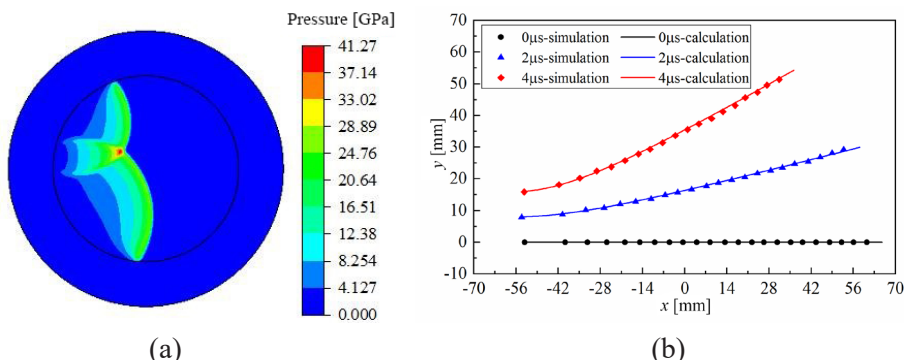 Pressure [GPa]
41.27
37.14
33.02
28.89
24.76
20.64
16.51
12.38
8.254
4.127
0.000
(a)
70
60
50
40
30
20
10
0
-10
y [mm]
0μs-simulation
0μs-calculation
2μs-simulation
2μs-calculation
4μs-simulation
4μs-calculation
-70 -56 -42 -28 -14 0 14 28 42 56 70
x [mm]
(b)